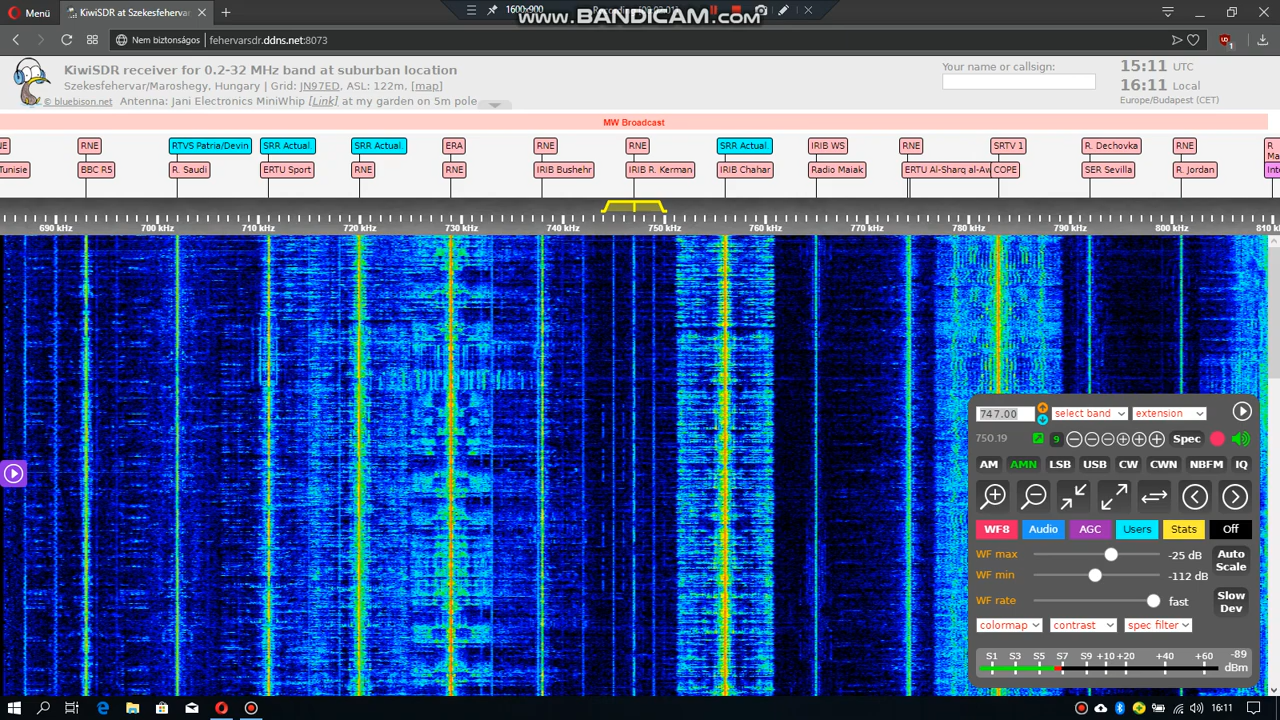 Menü
KiwiSDR at Szekesfehervar
1600x900
www.BANDICAM.com
Nem biztonságos
fehervarsdr.ddns.net:8073
KiwiSDR receiver for 0.2-32 MHz band at suburban location
Szekesfehervar/Maroshegy, Hungary | Grid: JN97ED, ASL: 122m, [map]
© bluebison.net
Antenna: Jani Electronics MiniWhip [Link] at my garden on 5m pole
Your name or callsign:
15:11 UTC
16:11 Local
Europe/Budapest (CET)
MW Broadcast
NE RNE RTVS Patria/Devin SRR Actual. SRR Actual. ERA RNE RNE SRR Actual. IRIB WS RNE SRTV 1 R. Dechovka RNE R
Tunisie BBC R5 R. Saudi ERTU Sport RNE RNE IRIB Bushehr IRIB R. Kerman IRIB Chahar Radio Maiak ERTU Al-Sharq al-Aw COPE SER Sevilla R. Jordan
690 kHz 700 kHz 710 kHz 720 kHz 730 kHz 740 kHz 750 kHz 760 kHz 770 kHz 780 kHz 790 kHz 800 kHz 810 k
747.00 select band extension
750.19 9 Spec
AM AMN LSB USB CW CWN NBFM IQ
WF8 Audio AGC Users Stats Off
WF max -25 dB Auto Scale
WF min -112 dB
WF rate fast Slow Dev
colormap contrast spec filter
S1 S3 S5 S7 S9 +10 +20 +40 +60 -89 dBm
16:11